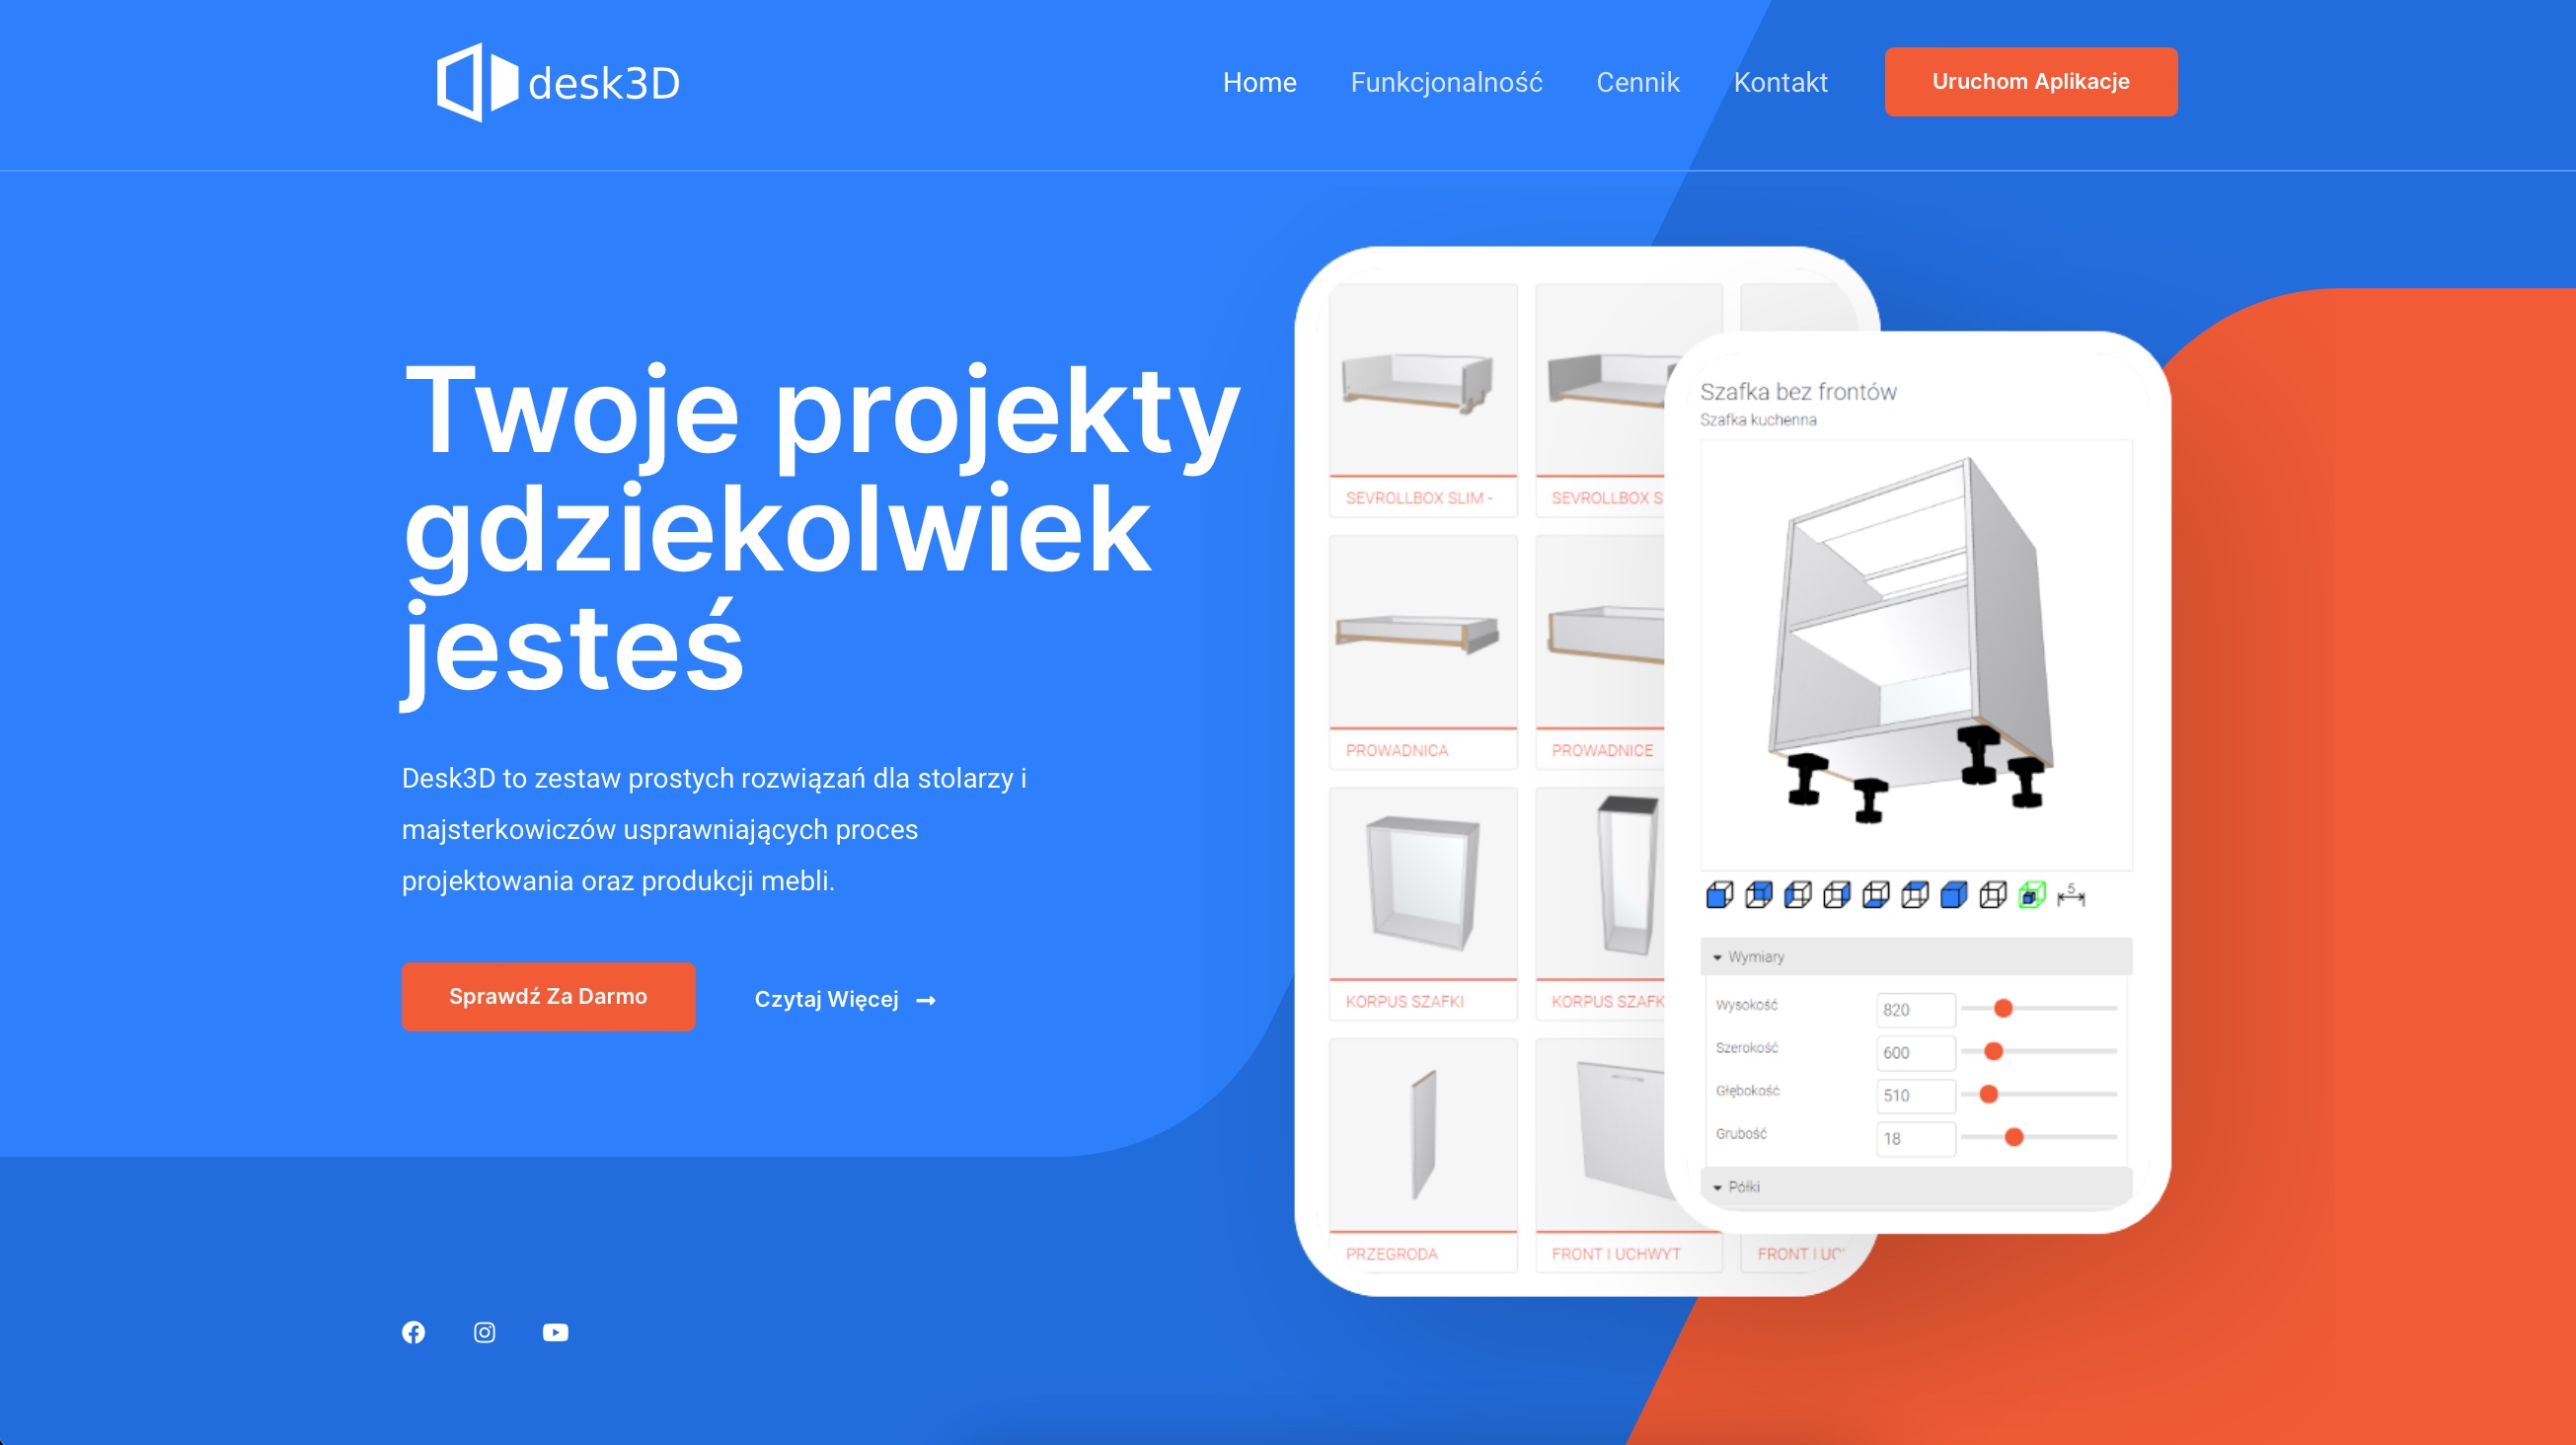 desk3D
Home Funkcjonalność Cennik Kontakt Uruchom Aplikacje
Twoje projekty
gdziekolwiek
jesteś
Desk3D to zestaw prostych rozwiązań dla stolarzy i
majsterkowiczów usprawniających proces
projektowania oraz produkcji mebli.
Sprawdź Za Darmo Czytaj Więcej
SEVROLLBOX SLIM - SEVROLLBOX S
PROWADNICA PROWADNICE
KORPUS SZAFKI KORPUS SZAFK
PRZEGRODA FRONT I UCHWYT FRONT I UC
Szafka bez frontów
Szafka kuchenna
5
Wymiary
Wysokość 820
Szerokość 600
Głębokość 510
Grubość 18
Półki